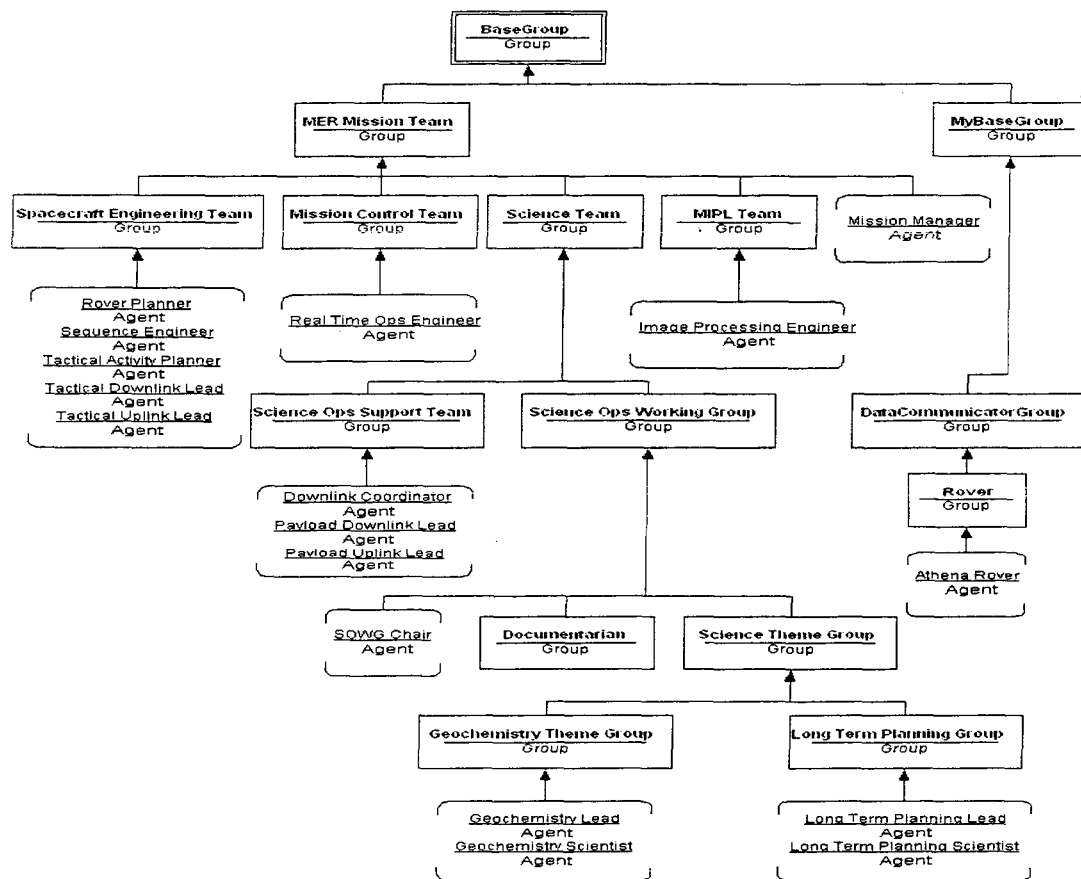 BaseGroup
Group
MER Mission Team
Group
MyBaseGroup
Group
Spacecraft Engineering Team
Group
Mission Control Team
Group
Science Team
Group
MIPL Team
Group
Mission Manager
Agent
Rover Planner
Agent
Sequence Engineer
Agent
Tactical Activity Planner
Agent
Tactical Downlink Lead
Agent
Tactical Uplink Lead
Agent
Real Time Ops Engineer
Agent
Image Processing Engineer
Agent
Science Ops Support Team
Group
Science Ops Working Group
Group
DataCommunicatorGroup
Group
Downlink Coordinator
Agent
Payload Downlink Lead
Agent
Payload Uplink Lead
Agent
Rover
Group
Athena Rover
Agent
SOWG Chair
Agent
Documentarian
Group
Science Theme Group
Group
Geochemistry Theme Group
Group
Long Term Planning Group
Group
Geochemistry Lead
Agent
Geochemistry Scientist
Agent
Long Term Planning Lead
Agent
Long Term Planning Scientist
Agent